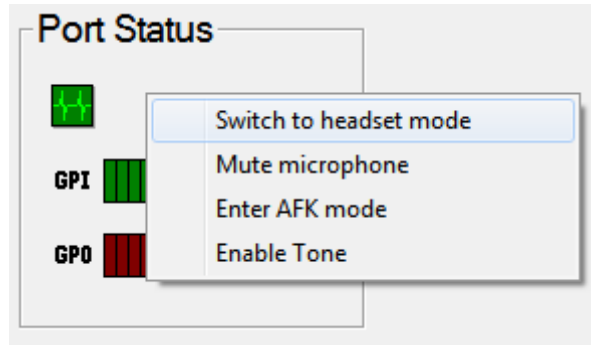 Port Status
Switch to headset mode
Mute microphone
GPI
Enter AFK mode
GPO
Enable Tone